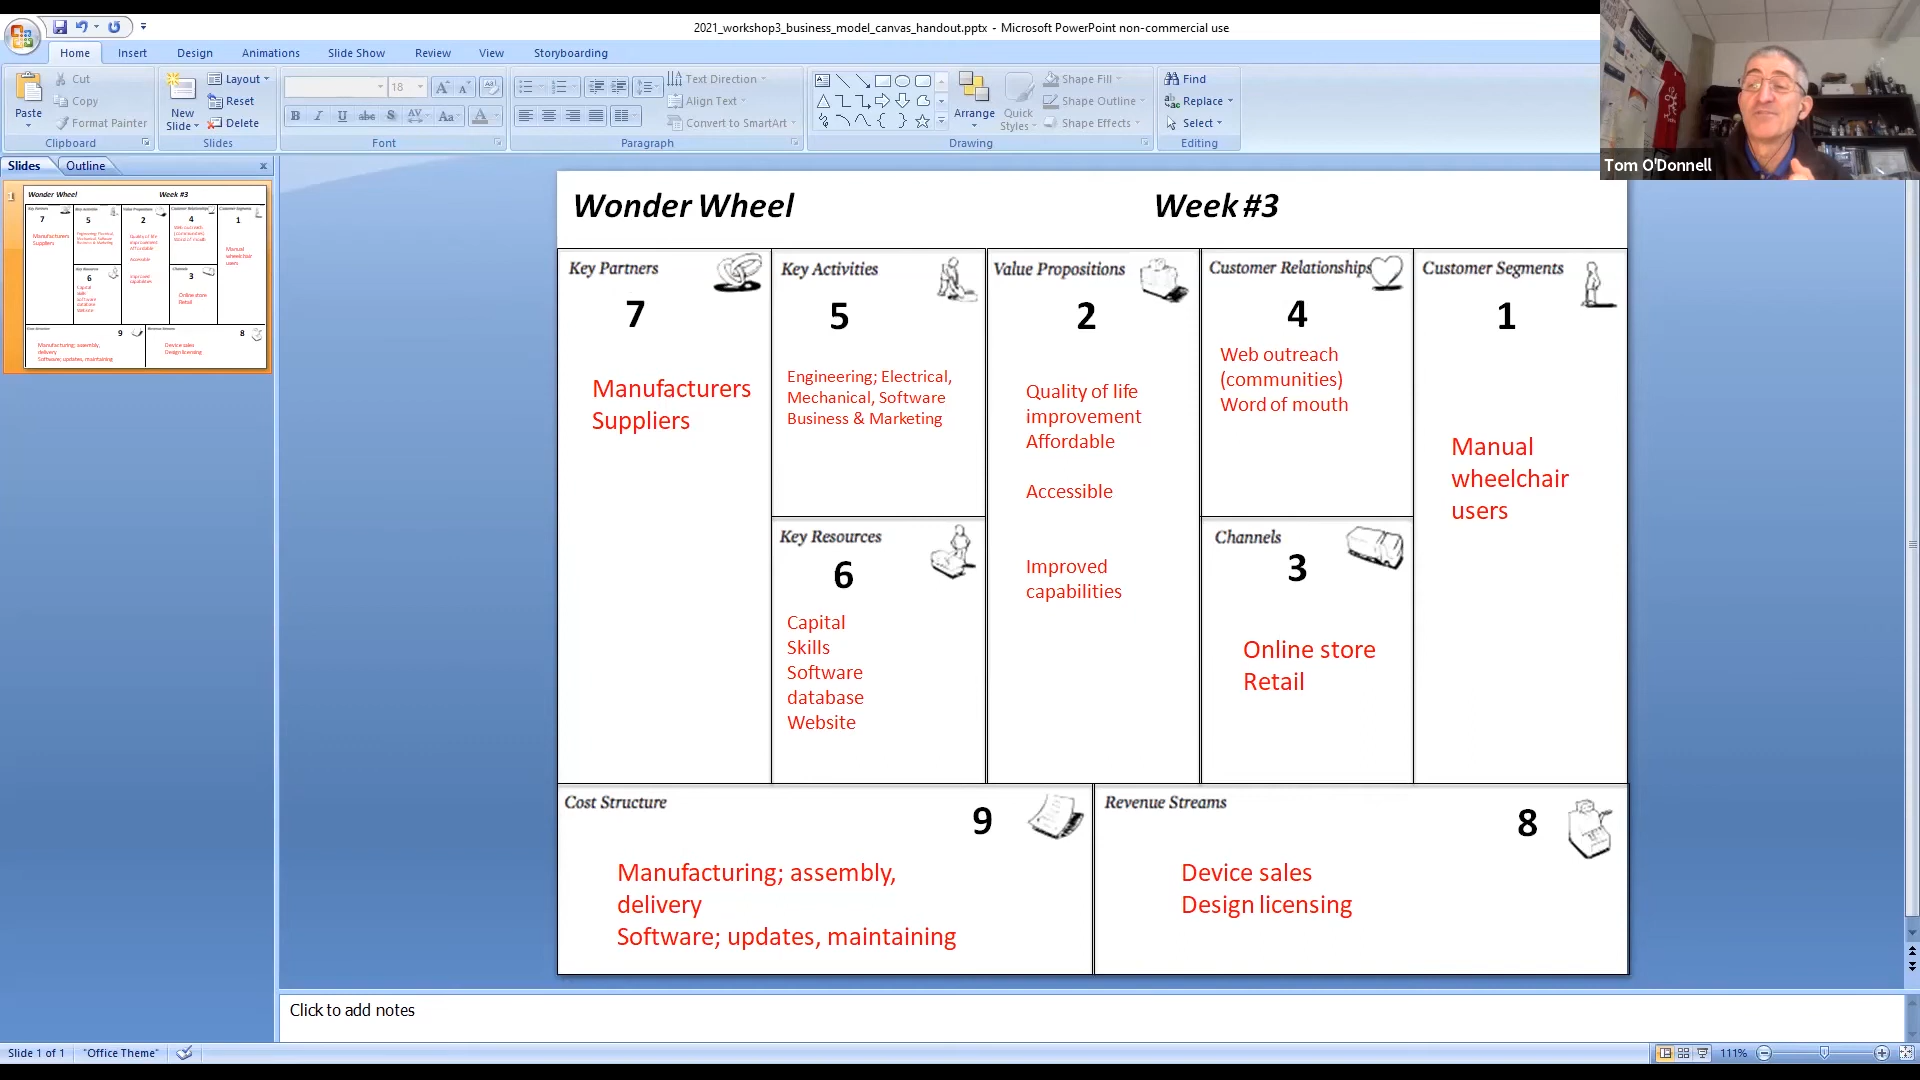 2021_workshop3_business_model_canvas_handout.pptx - Microsoft PowerPoint non-commercial use
Home Insert Design Animations Slide Show Review View Storyboarding
Paste
Cut
Copy
Format Painter
Clipboard
New
Slide
Layout
Reset
Delete
Slides
18
B I U abc S AV Aa A
Font
Text Direction
Align Text
Convert to SmartArt
Paragraph
Arrange
Quick
Styles
Shape Fill
Shape Outline
Shape Effects
Drawing
Find
Replace
Select
Editing
Tom O'Donnell
Slides Outline
1
Wonder Wheel Week #3
Key Partners
7
Manufacturers
Suppliers
Key Activities
5
Engineering; Electrical,
Mechanical, Software
Business & Marketing
Key Resources
6
Capital
Skills
Software
database
Website
Value Propositions
2
Quality of life
improvement
Affordable
Accessible
Improved
capabilities
Customer Relationships
4
Web outreach
(communities)
Word of mouth
Channels
3
Online store
Retail
Customer Segments
1
Manual
wheelchair
users
Cost Structure
9
Manufacturing; assembly,
delivery
Software; updates, maintaining
Revenue Streams
8
Device sales
Design licensing
Click to add notes
Slide 1 of 1 "Office Theme" 111%